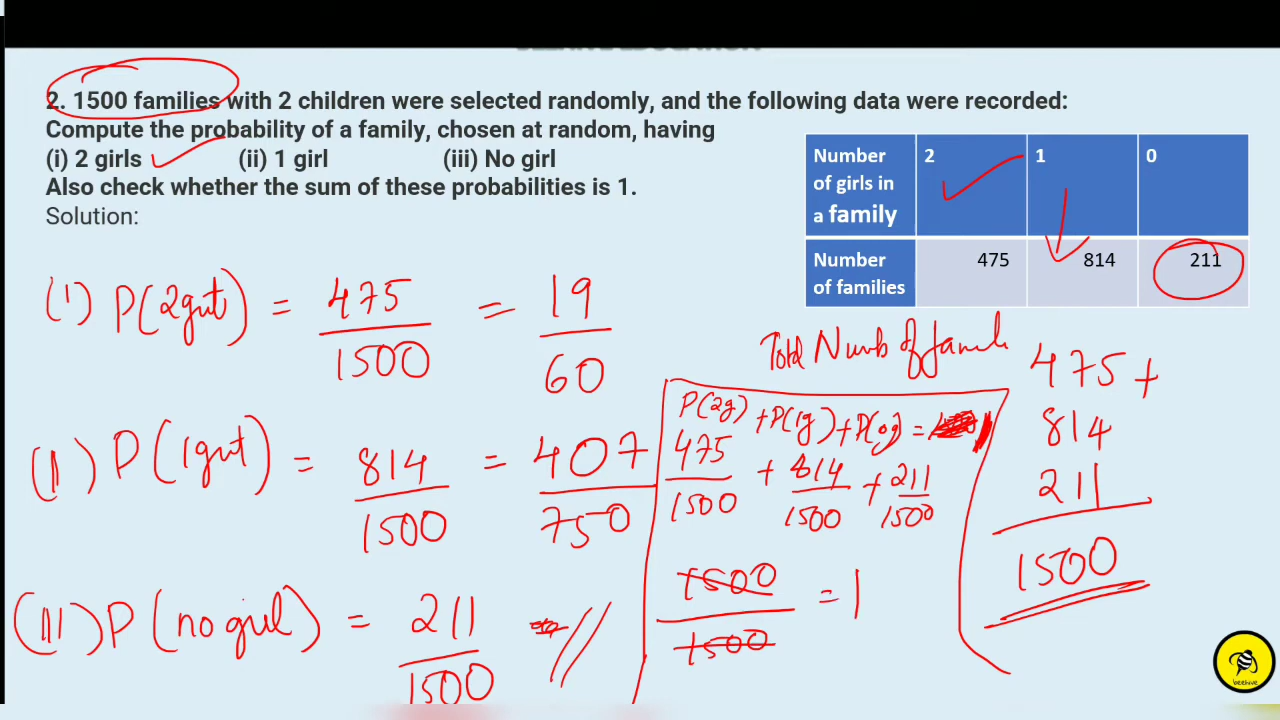 2. 1500 families with 2 children were selected randomly, and the following data were recorded:
Compute the probability of a family, chosen at random, having
(i) 2 girls (ii) 1 girl (iii) No girl
Also check whether the sum of these probabilities is 1.
Solution:
Number of girls in a family 2 1 0
Number of families 475 814 211
(i) P(2girl) = 475/1500 = 19/60
(ii) P(1girl) = 814/1500 = 407/750
(iii) P(no girl) = 211/1500
Total Numb of famili
P(2g) + P(1g) + P(0g) = 1
475/1500 + 814/1500 + 211/1500
1500/1500 = 1
475 +
814
211
1500
beehive